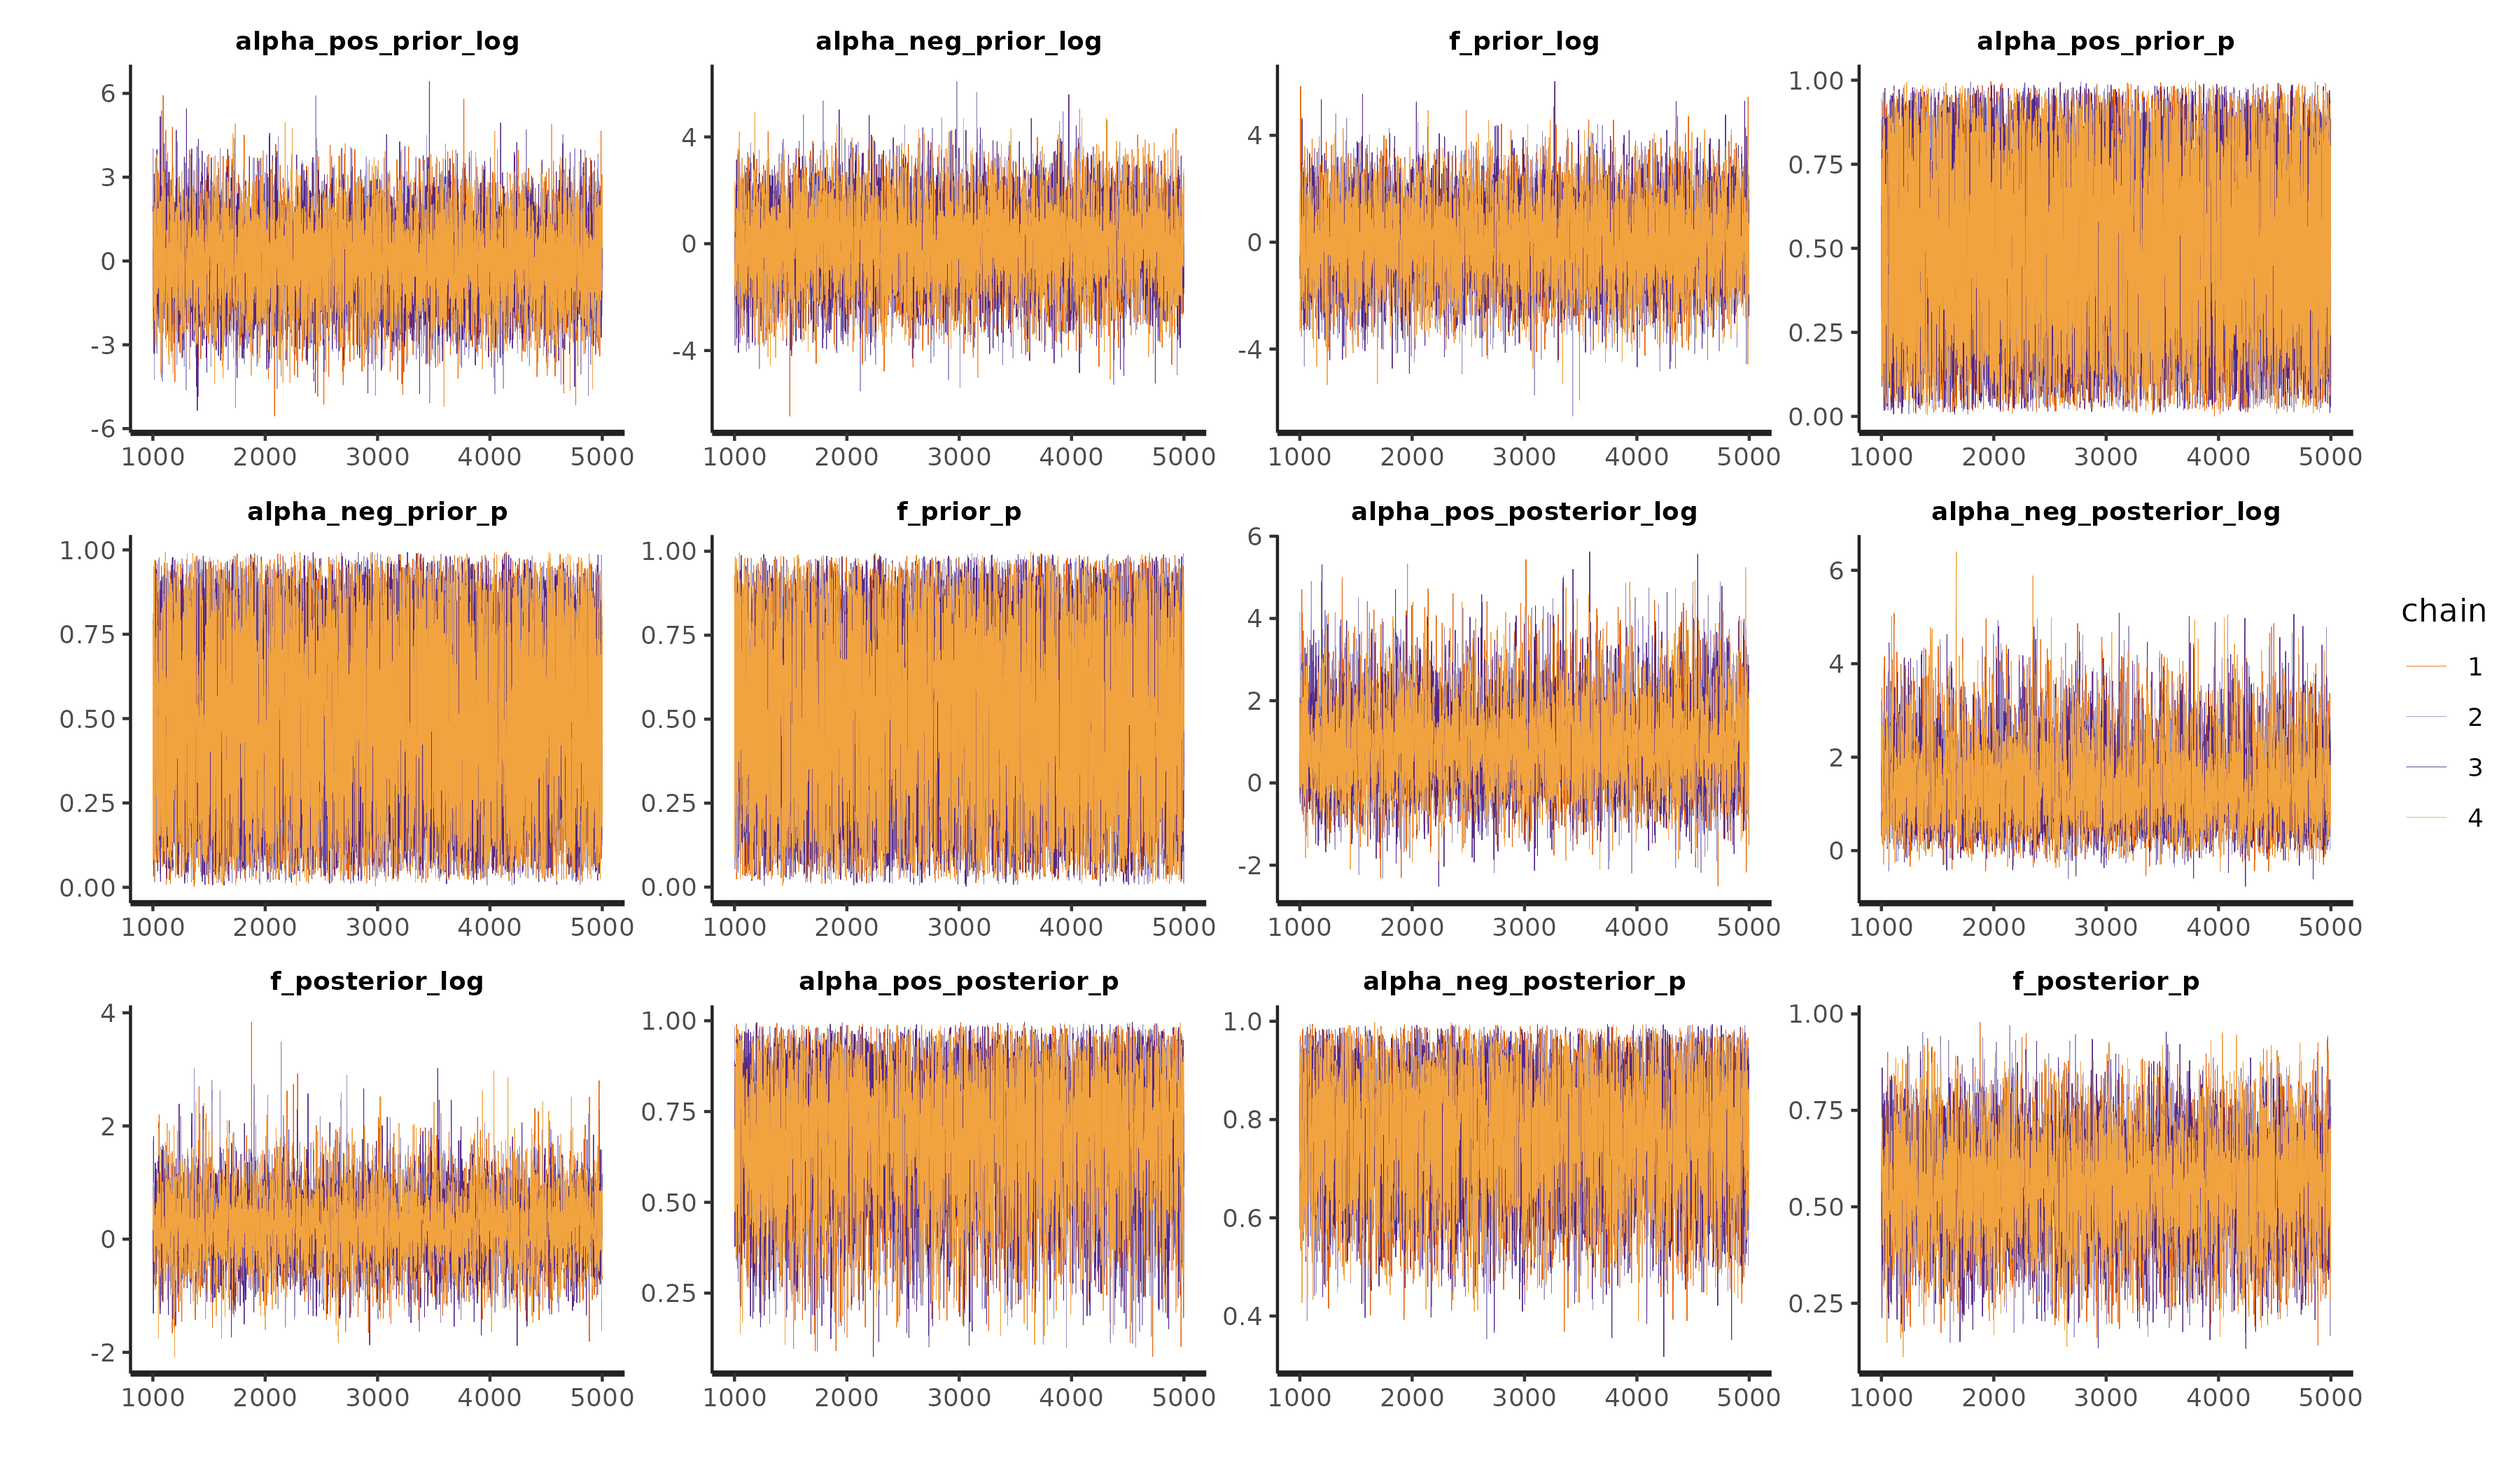 alpha_pos_prior_log
alpha_neg_prior_log
f_prior_log
alpha_pos_prior_p
6
3
0
-3
-6
4
0
-4
4
0
-4
1.00
0.75
0.50
0.25
0.00
1000 2000 3000 4000 5000
1000 2000 3000 4000 5000
1000 2000 3000 4000 5000
1000 2000 3000 4000 5000
alpha_neg_prior_p
f_prior_p
alpha_pos_posterior_log
alpha_neg_posterior_log
1.00
0.75
0.50
0.25
0.00
1.00
0.75
0.50
0.25
0.00
6
4
2
0
-2
6
4
2
0
1000 2000 3000 4000 5000
1000 2000 3000 4000 5000
1000 2000 3000 4000 5000
1000 2000 3000 4000 5000
chain
1
2
3
4
f_posterior_log
alpha_pos_posterior_p
alpha_neg_posterior_p
f_posterior_p
4
2
0
-2
1.00
0.75
0.50
0.25
1.0
0.8
0.6
0.4
1.00
0.75
0.50
0.25
1000 2000 3000 4000 5000
1000 2000 3000 4000 5000
1000 2000 3000 4000 5000
1000 2000 3000 4000 5000